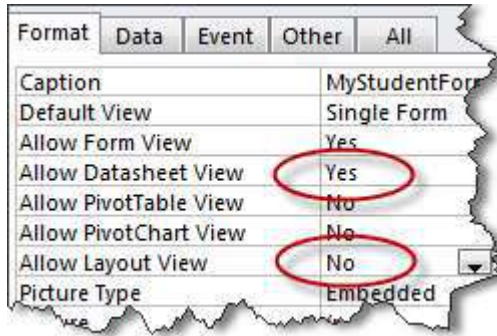 Format Data Event Other All
Caption MyStudentFor
Default View Single Form
Allow Form View Yes
Allow Datasheet View Yes
Allow PivotTable View No
Allow PivotChart View No
Allow Layout View No
Picture Type Embedded